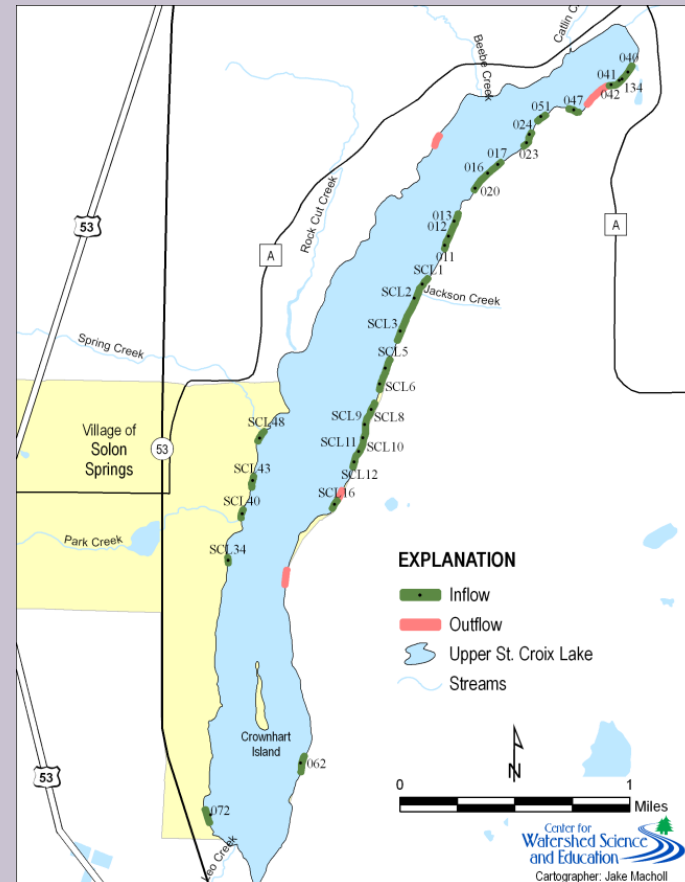 Catlin C
Beebe Creek
040
041
134
042
047
051
024
023
017
016
020
53
A
A
Rock Cut Creek
013
012
011
SCL1
SCL2
Jackson Creek
SCL3
Spring Creek
SCL5
SCL6
Village of
Solon
Springs
53
SCL48
SCL9
SCL8
SCL11
SCL10
SCL43
SCL12
SCL40
SCL16
Park Creek
SCL34
EXPLANATION
Inflow
Outflow
Upper St. Croix Lake
Streams
Crownhart
Island
N
062
53
0
1
Miles
072
Leo Creek
Center for
Watershed Science
and Education
Cartographer: Jake Macholl